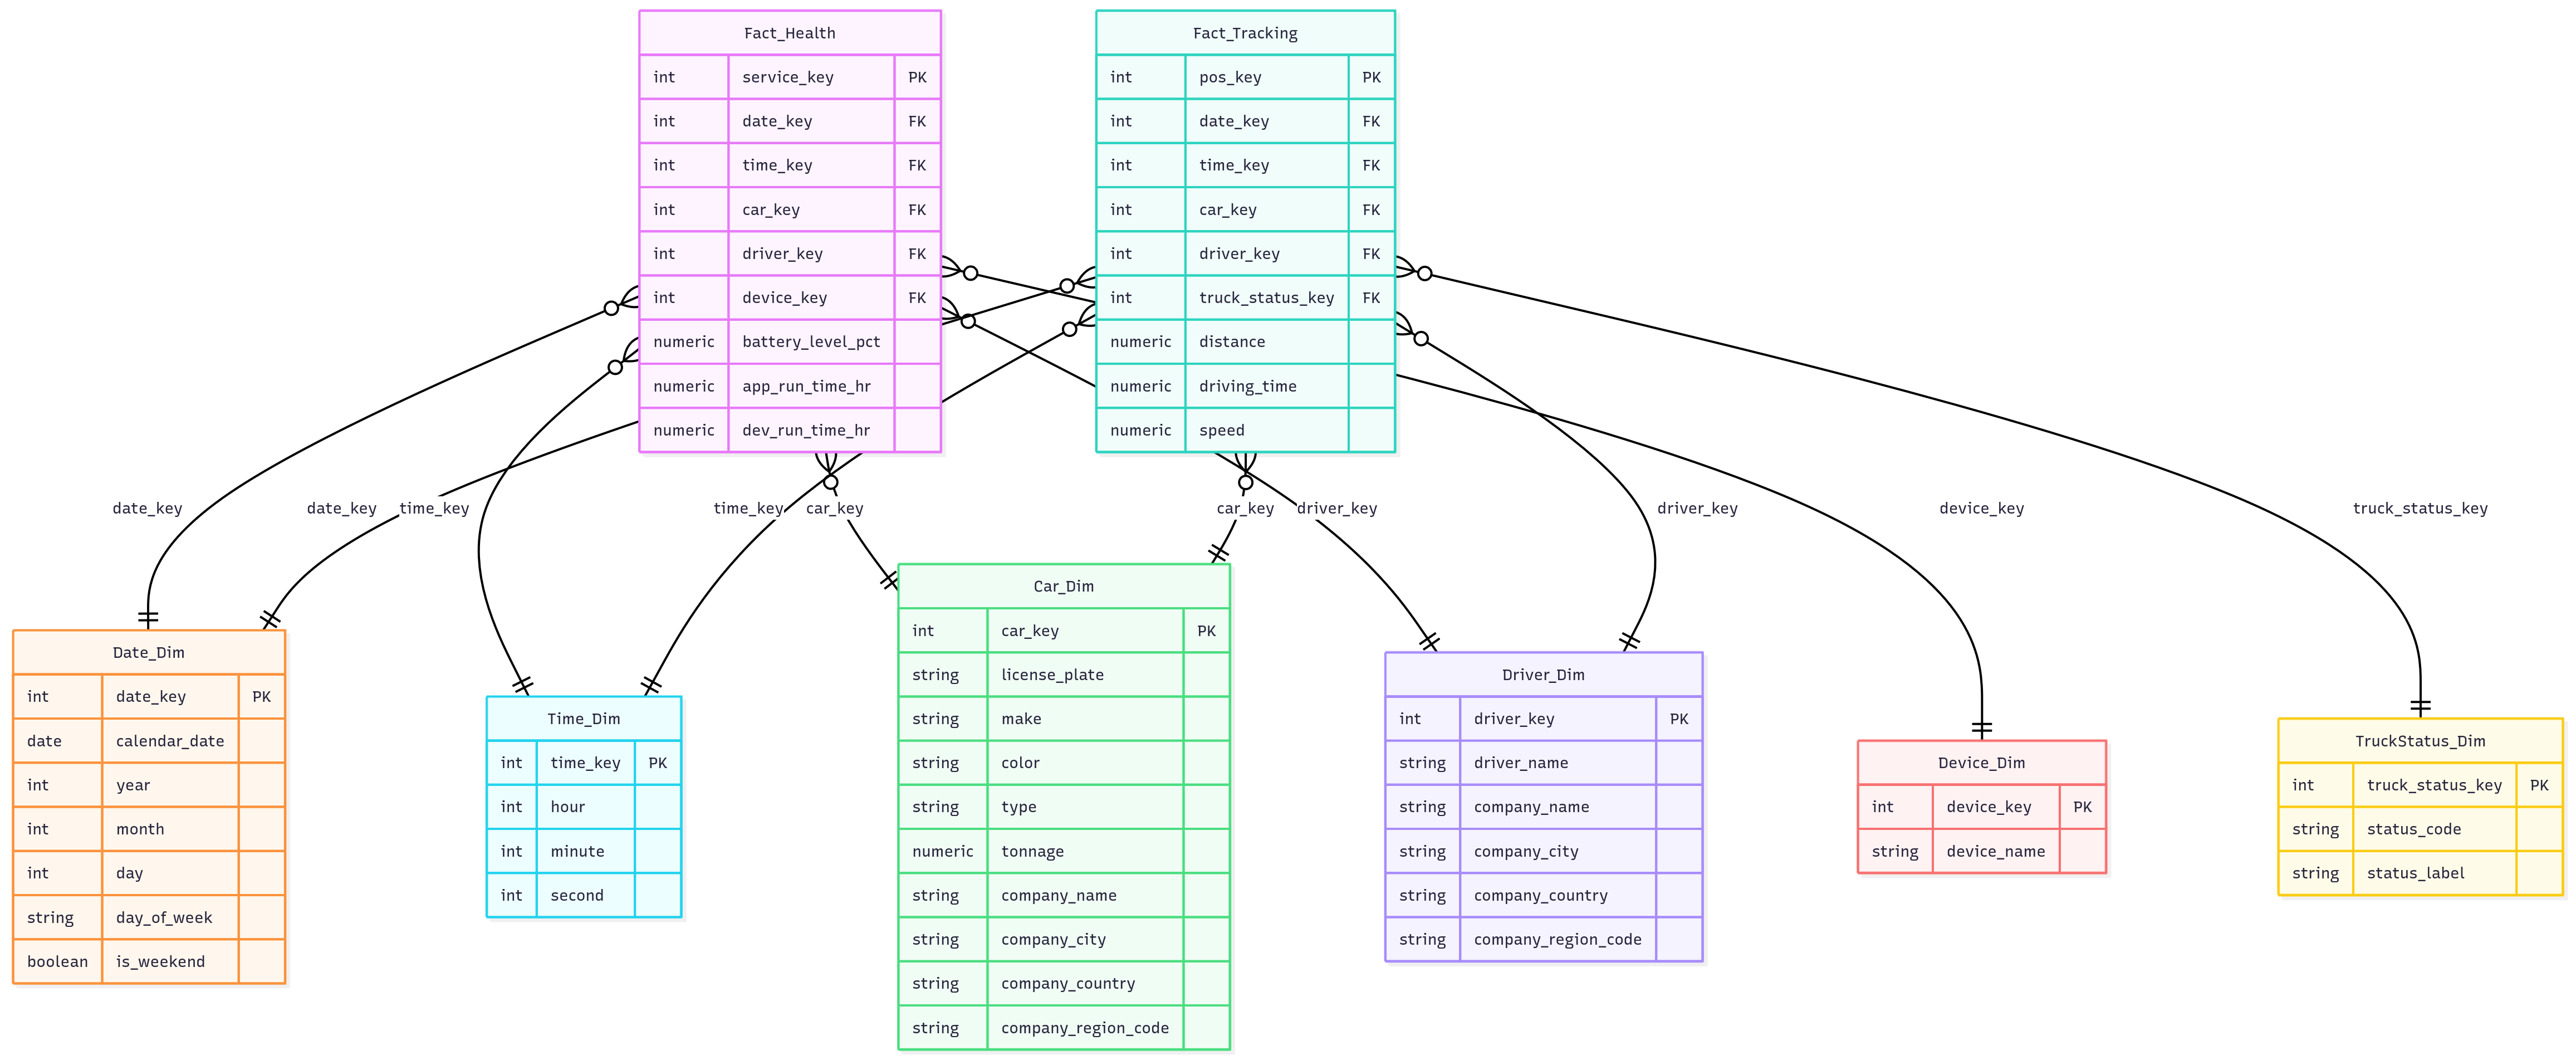 Fact_Health
int service_key PK
int date_key FK
int time_key FK
int car_key FK
int driver_key FK
int device_key FK
numeric battery_level_pct
numeric app_run_time_hr
numeric dev_run_time_hr
Fact_Tracking
int pos_key PK
int date_key FK
int time_key FK
int car_key FK
int driver_key FK
int truck_status_key FK
numeric distance
numeric driving_time
numeric speed
date_key
date_key
time_key
time_key
car_key
car_key
driver_key
driver_key
device_key
truck_status_key
Date_Dim
int date_key PK
date calendar_date
int year
int month
int day
string day_of_week
boolean is_weekend
Time_Dim
int time_key PK
int hour
int minute
int second
Car_Dim
int car_key PK
string license_plate
string make
string color
string type
numeric tonnage
string company_name
string company_city
string company_country
string company_region_code
Driver_Dim
int driver_key PK
string driver_name
string company_name
string company_city
string company_country
string company_region_code
Device_Dim
int device_key PK
string device_name
TruckStatus_Dim
int truck_status_key PK
string status_code
string status_label